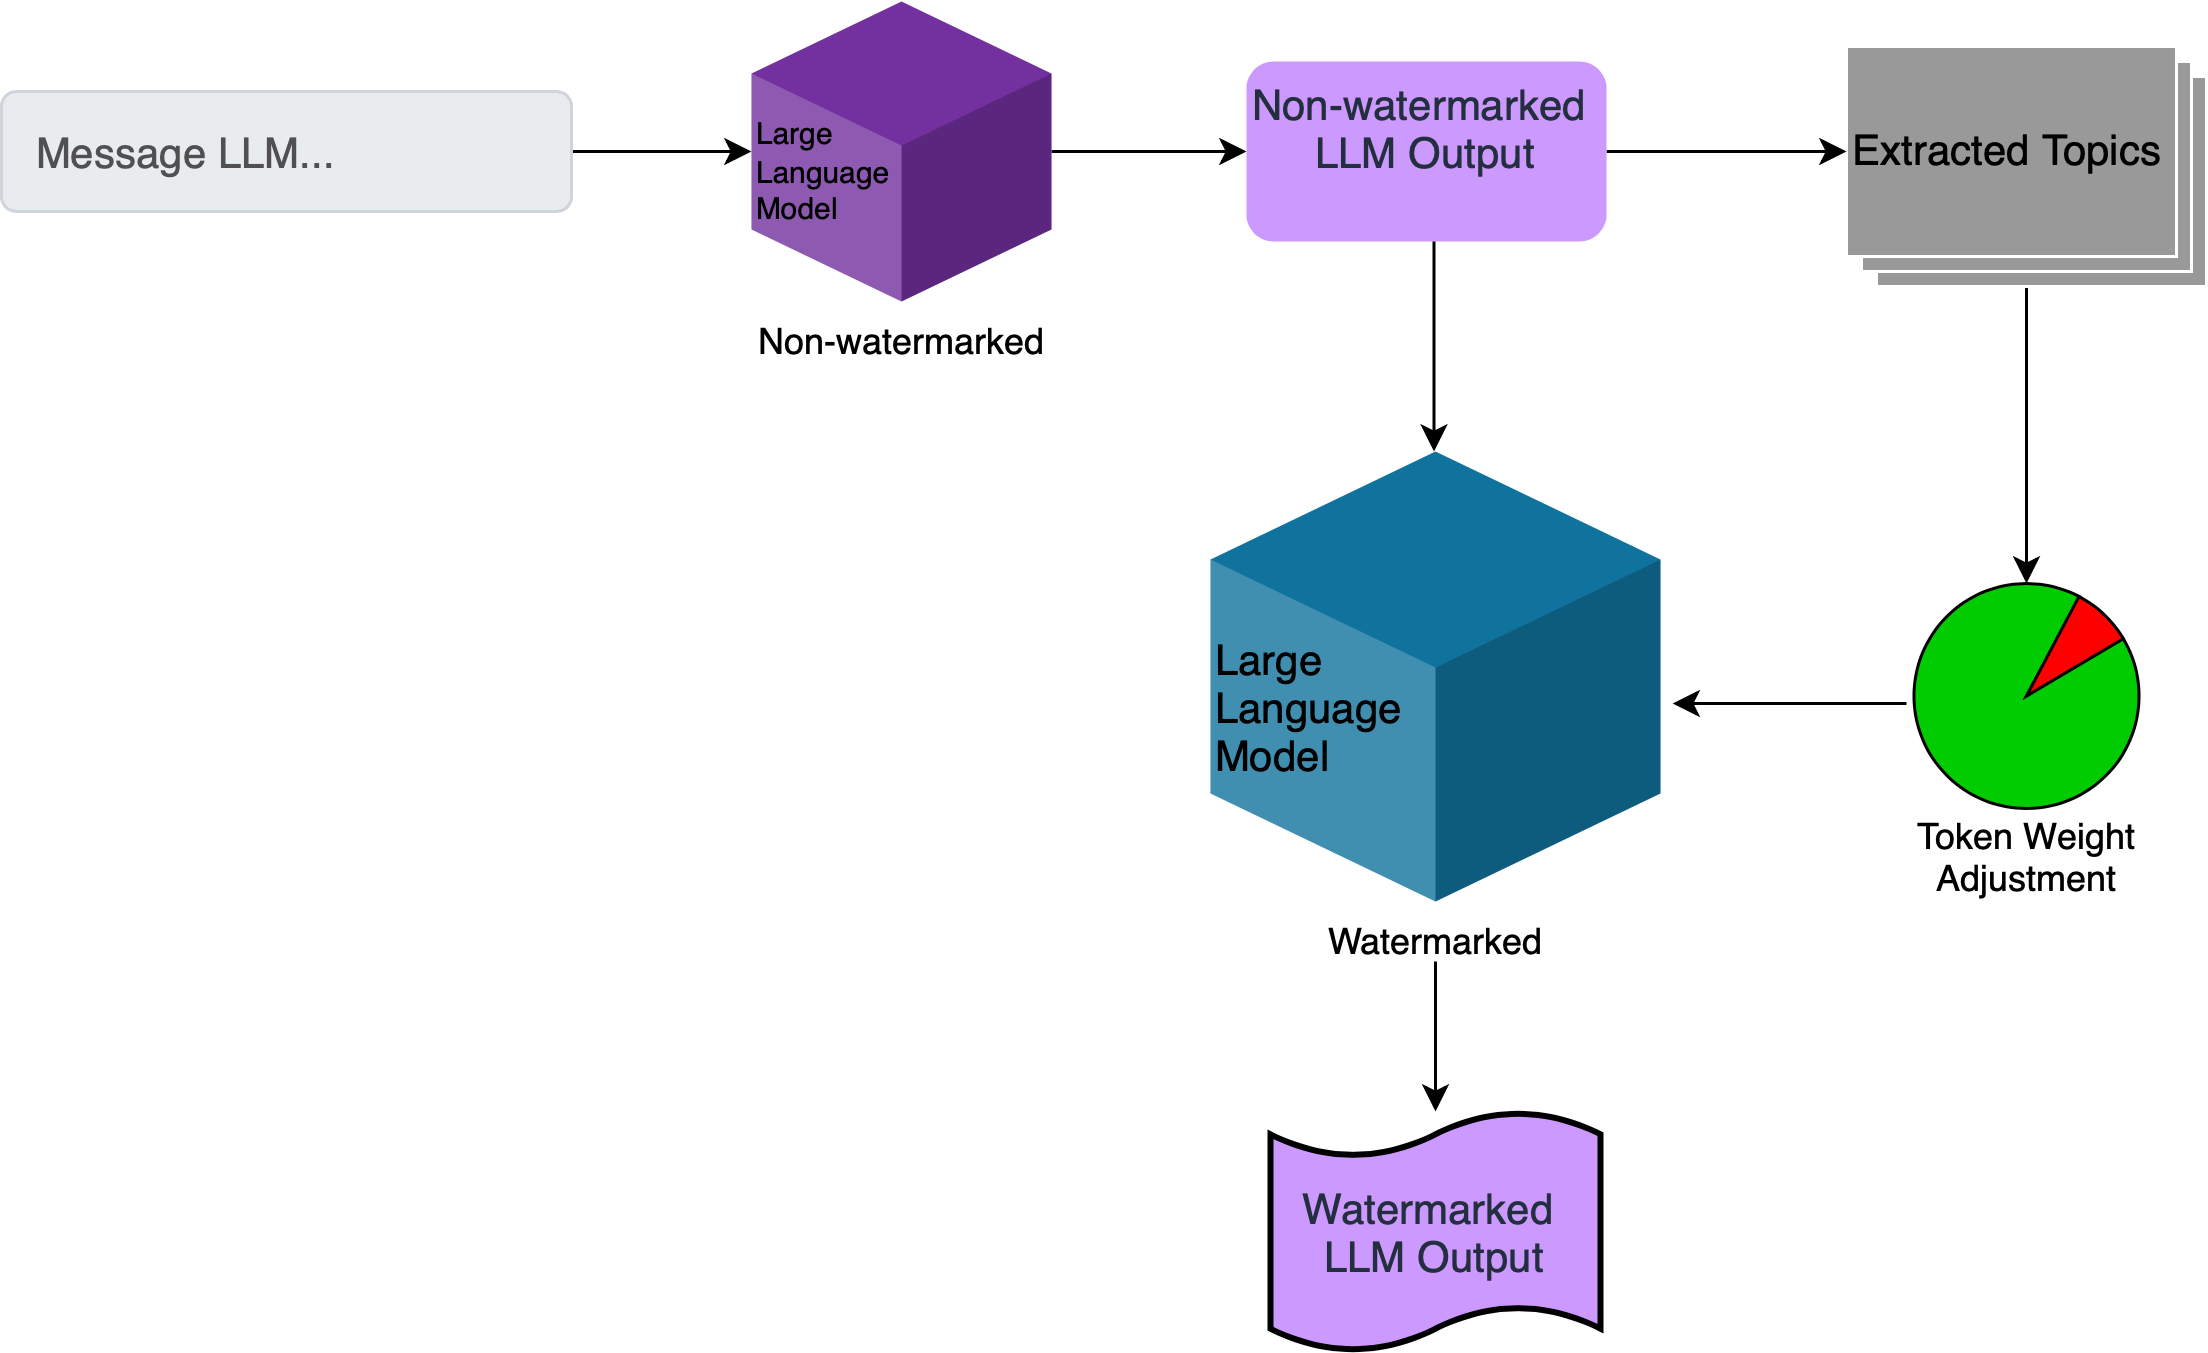 Message LLM...
Large
Language
Model
Non-watermarked
Non-watermarked
LLM Output
Extracted Topics
Large
Language
Model
Watermarked
Token Weight
Adjustment
Watermarked
LLM Output